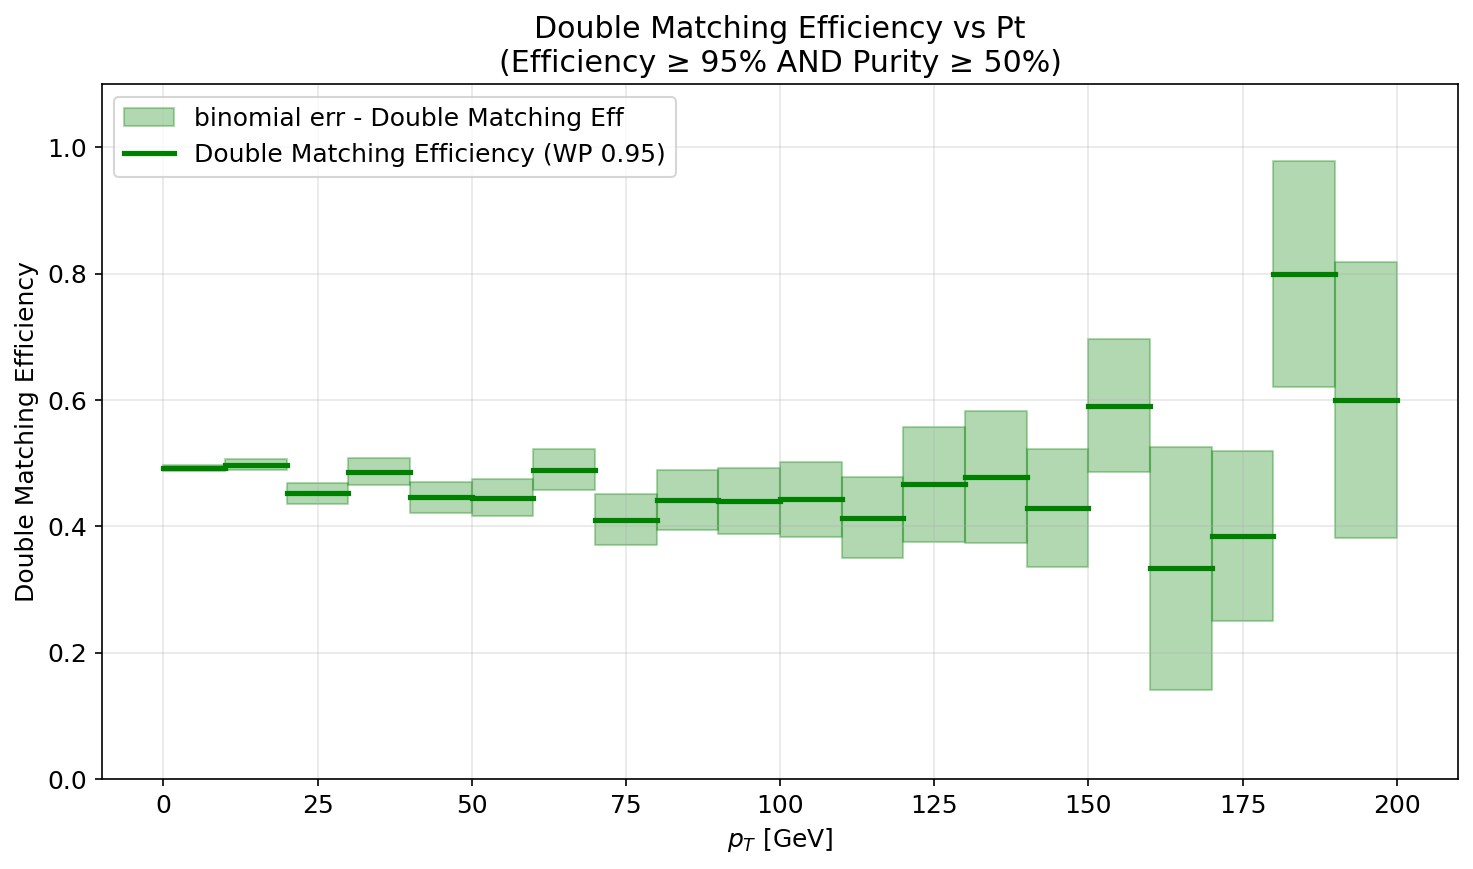 Double Matching Efficiency vs Pt
(Efficiency ≥ 95% AND Purity ≥ 50%)
binomial err - Double Matching Eff
Double Matching Efficiency (WP 0.95)
Double Matching Efficiency
1.0
0.8
0.6
0.4
0.2
0.0
0 25 50 75 100 125 150 175 200
p_T [GeV]